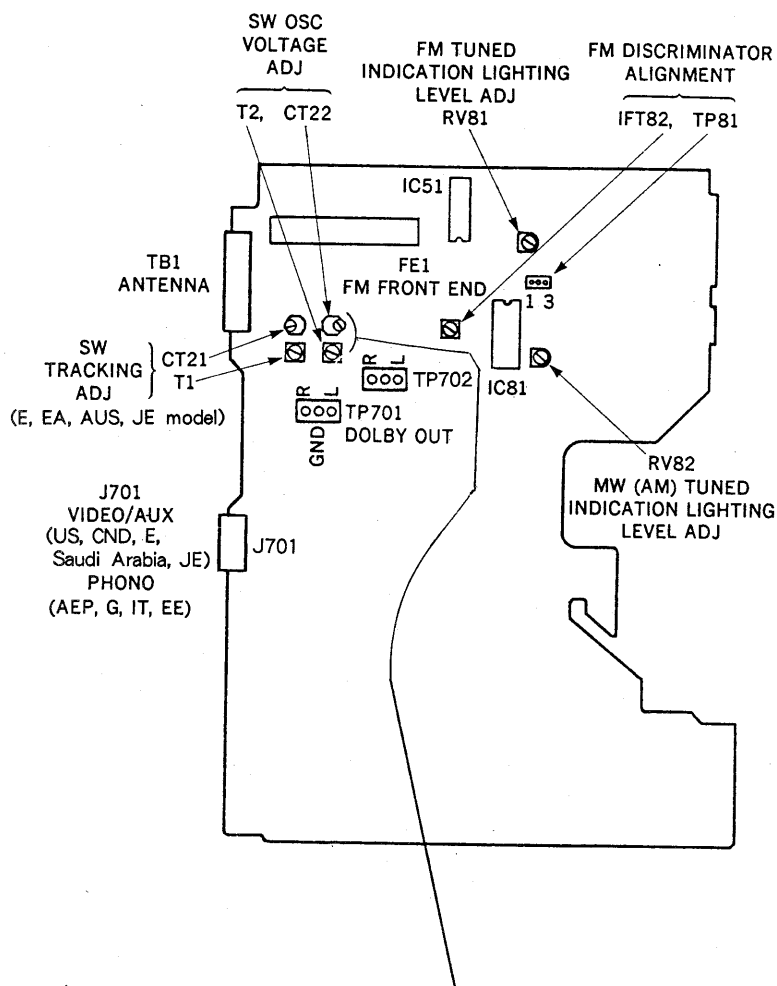 SW OSC
VOLTAGE
ADJ
T2, CT22
FM TUNED
INDICATION LIGHTING
LEVEL ADJ
RV81
FM DISCRIMINATOR
ALIGNMENT
IFT82, TP81
IC51
TB1
ANTENNA
FE1
FM FRONT END
1 3
SW
TRACKING
ADJ
CT21
T1
(E, EA, AUS, JE model)
R L
TP702
IC81
R L
TP701
DOLBY OUT
GND
RV82
MW (AM) TUNED
INDICATION LIGHTING
LEVEL ADJ
J701
VIDEO/AUX
(US, CND, E,
Saudi Arabia, JE)
PHONO
(AEP, G, IT, EE)
J701